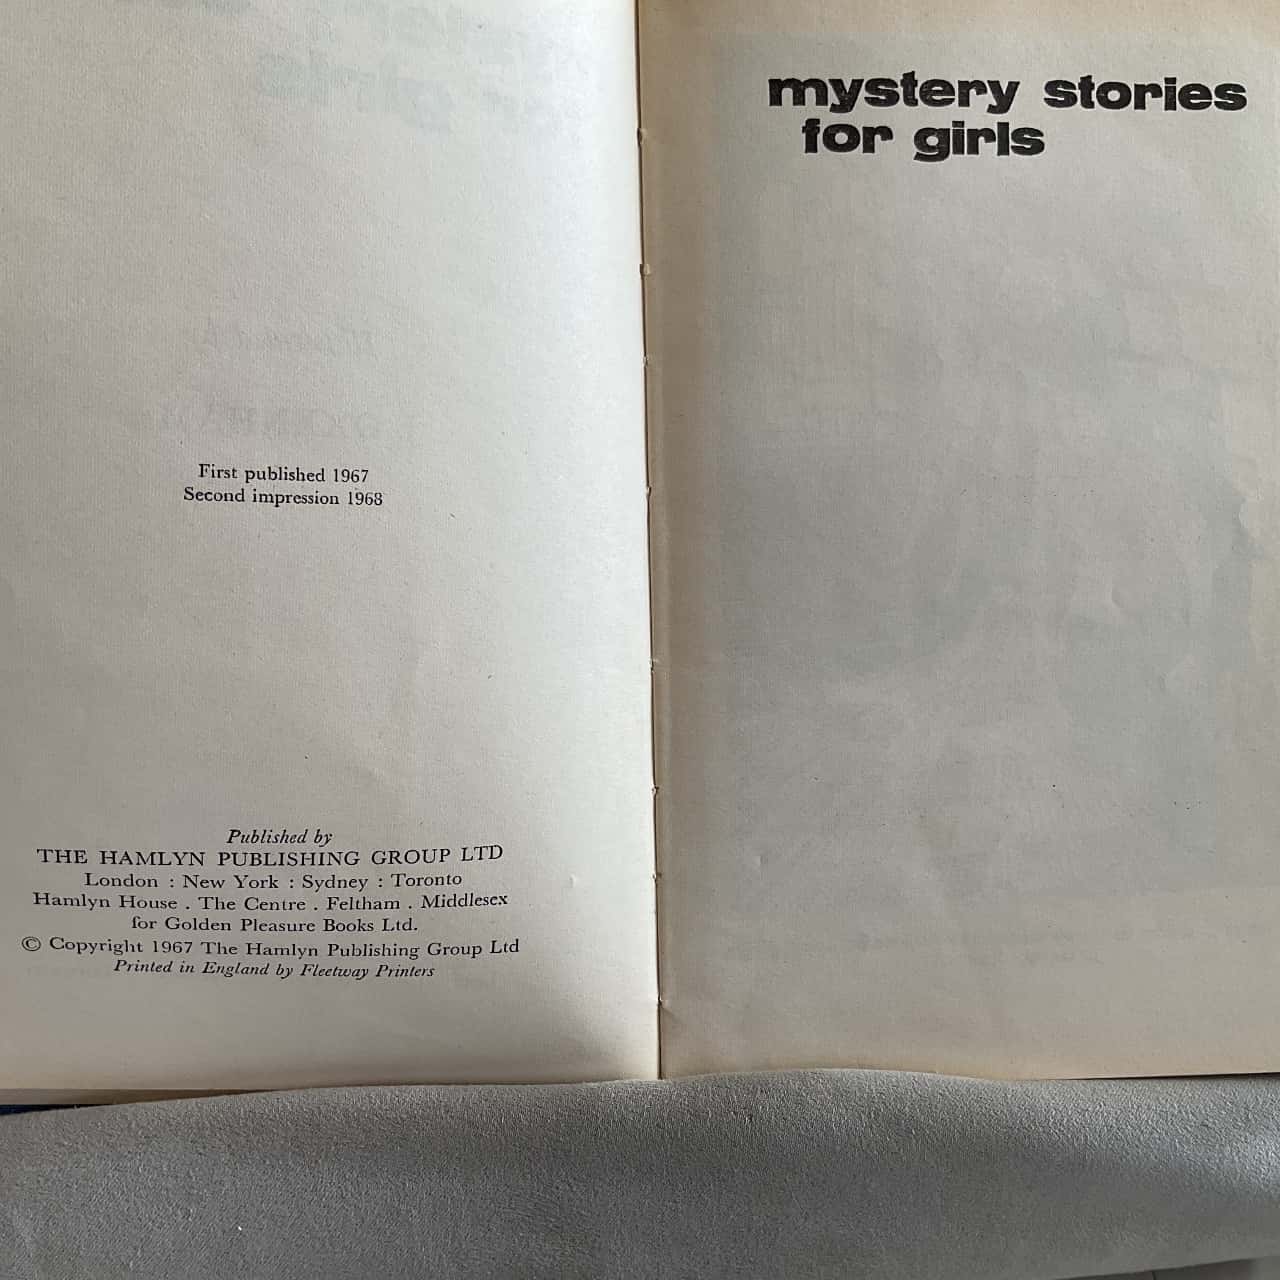 First published 1967
Second impression 1968
Published by
THE HAMLYN PUBLISHING GROUP LTD
London : New York : Sydney : Toronto
Hamlyn House . The Centre . Feltham . Middlesex
for Golden Pleasure Books Ltd.
© Copyright 1967 The Hamlyn Publishing Group Ltd
Printed in England by Fleetway Printers
mystery stories
for girls